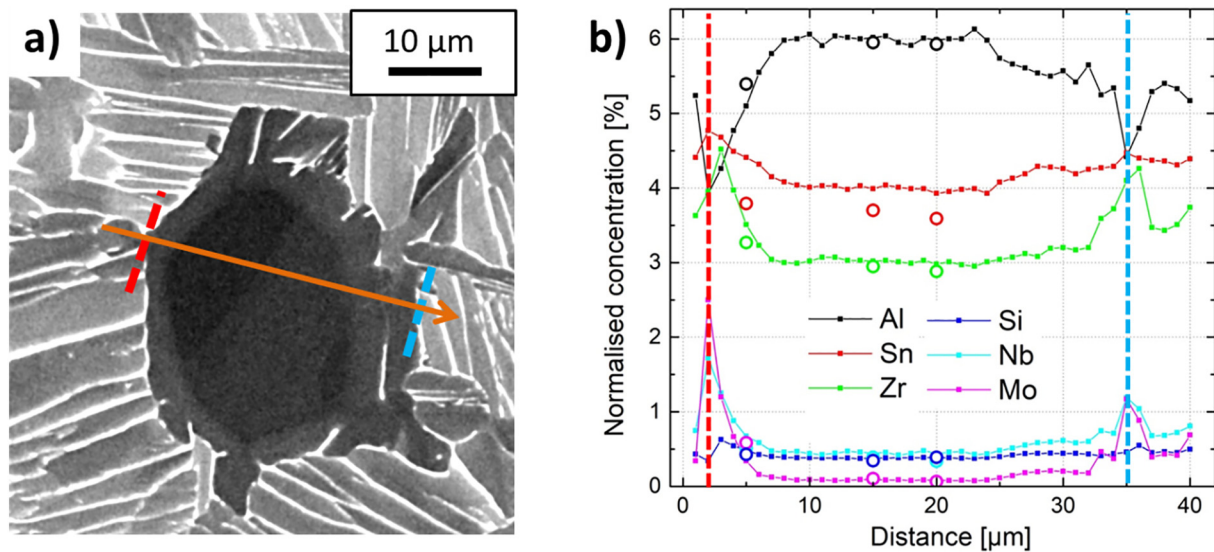 a)
10 μm
b)
Normalised concentration [%]
6
5
4
3
2
1
0
Al
Sn
Zr
Si
Nb
Mo
0
10
20
30
40
Distance [μm]